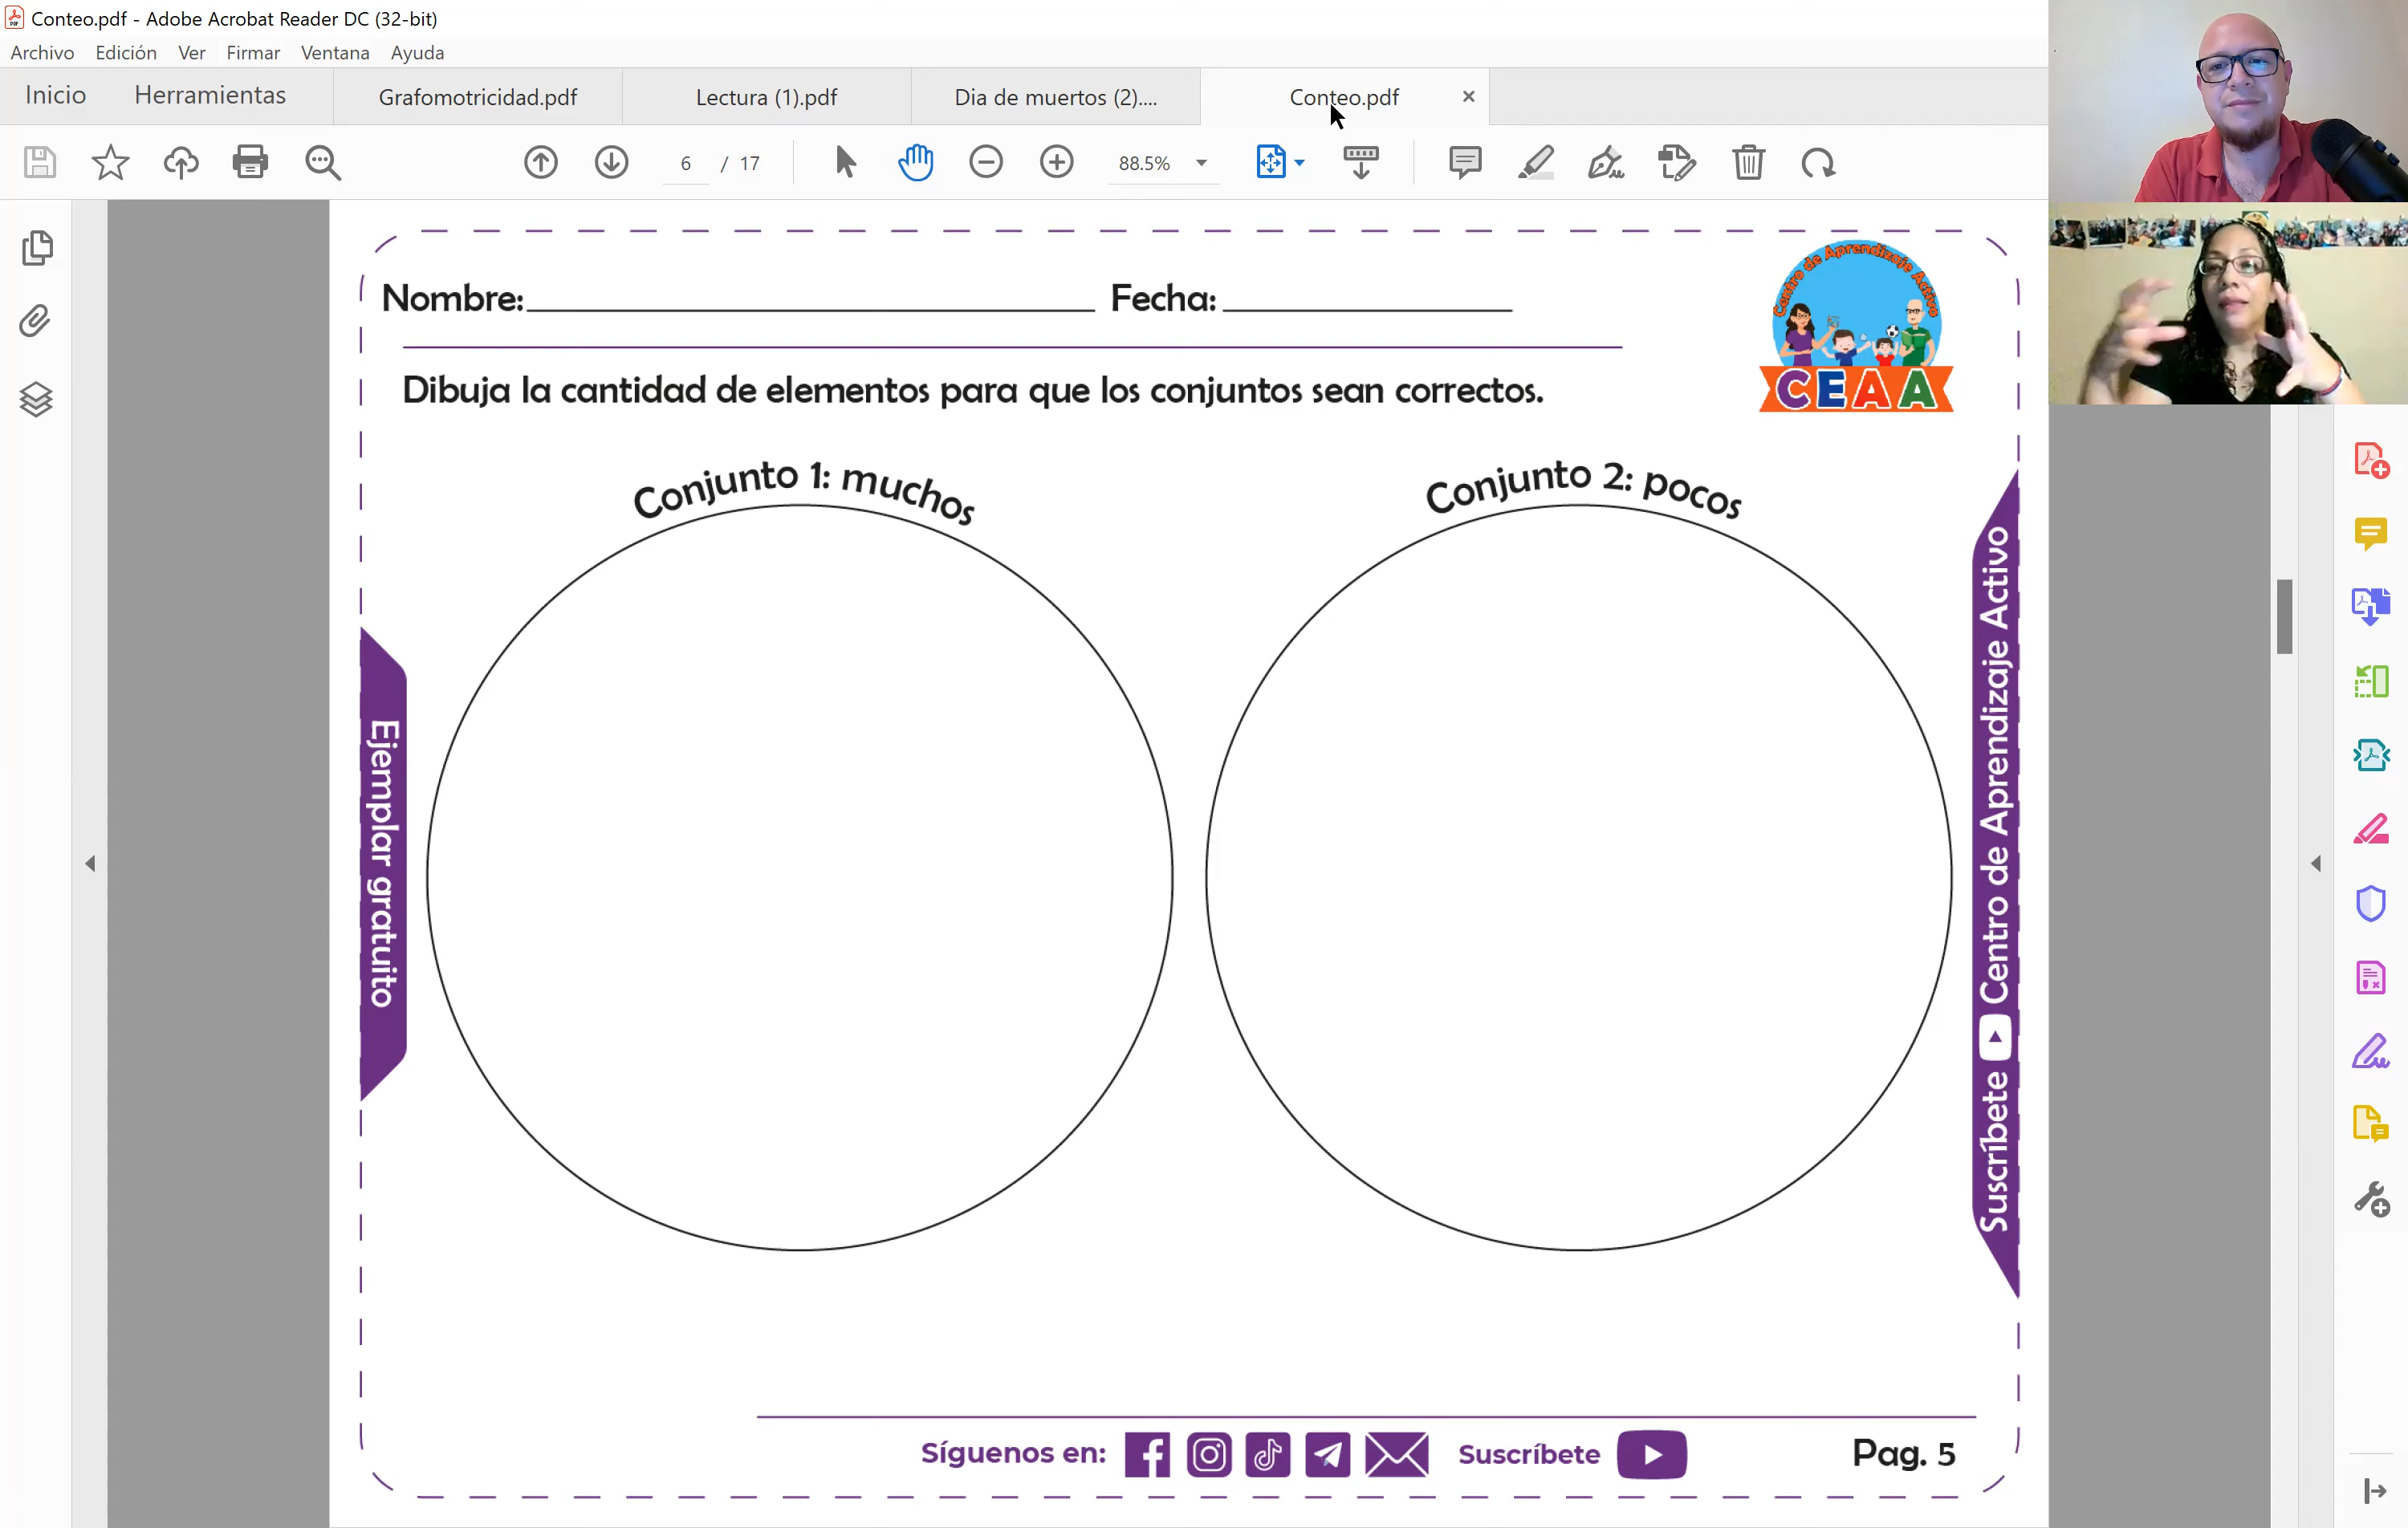 Conteo.pdf - Adobe Acrobat Reader DC (32-bit)
Archivo Edición Ver Firmar Ventana Ayuda
Inicio Herramientas Grafomotricidad.pdf Lectura (1).pdf Dia de muertos (2).... Conteo.pdf
6 / 17 88.5%
Nombre: Fecha:
Centro de Aprendizaje Activo
CEAA
Dibuja la cantidad de elementos para que los conjuntos sean correctos.
Conjunto 1: muchos
Conjunto 2: pocos
Ejemplar gratuito
Suscríbete Centro de Aprendizaje Activo
Síguenos en: Suscríbete Pag. 5